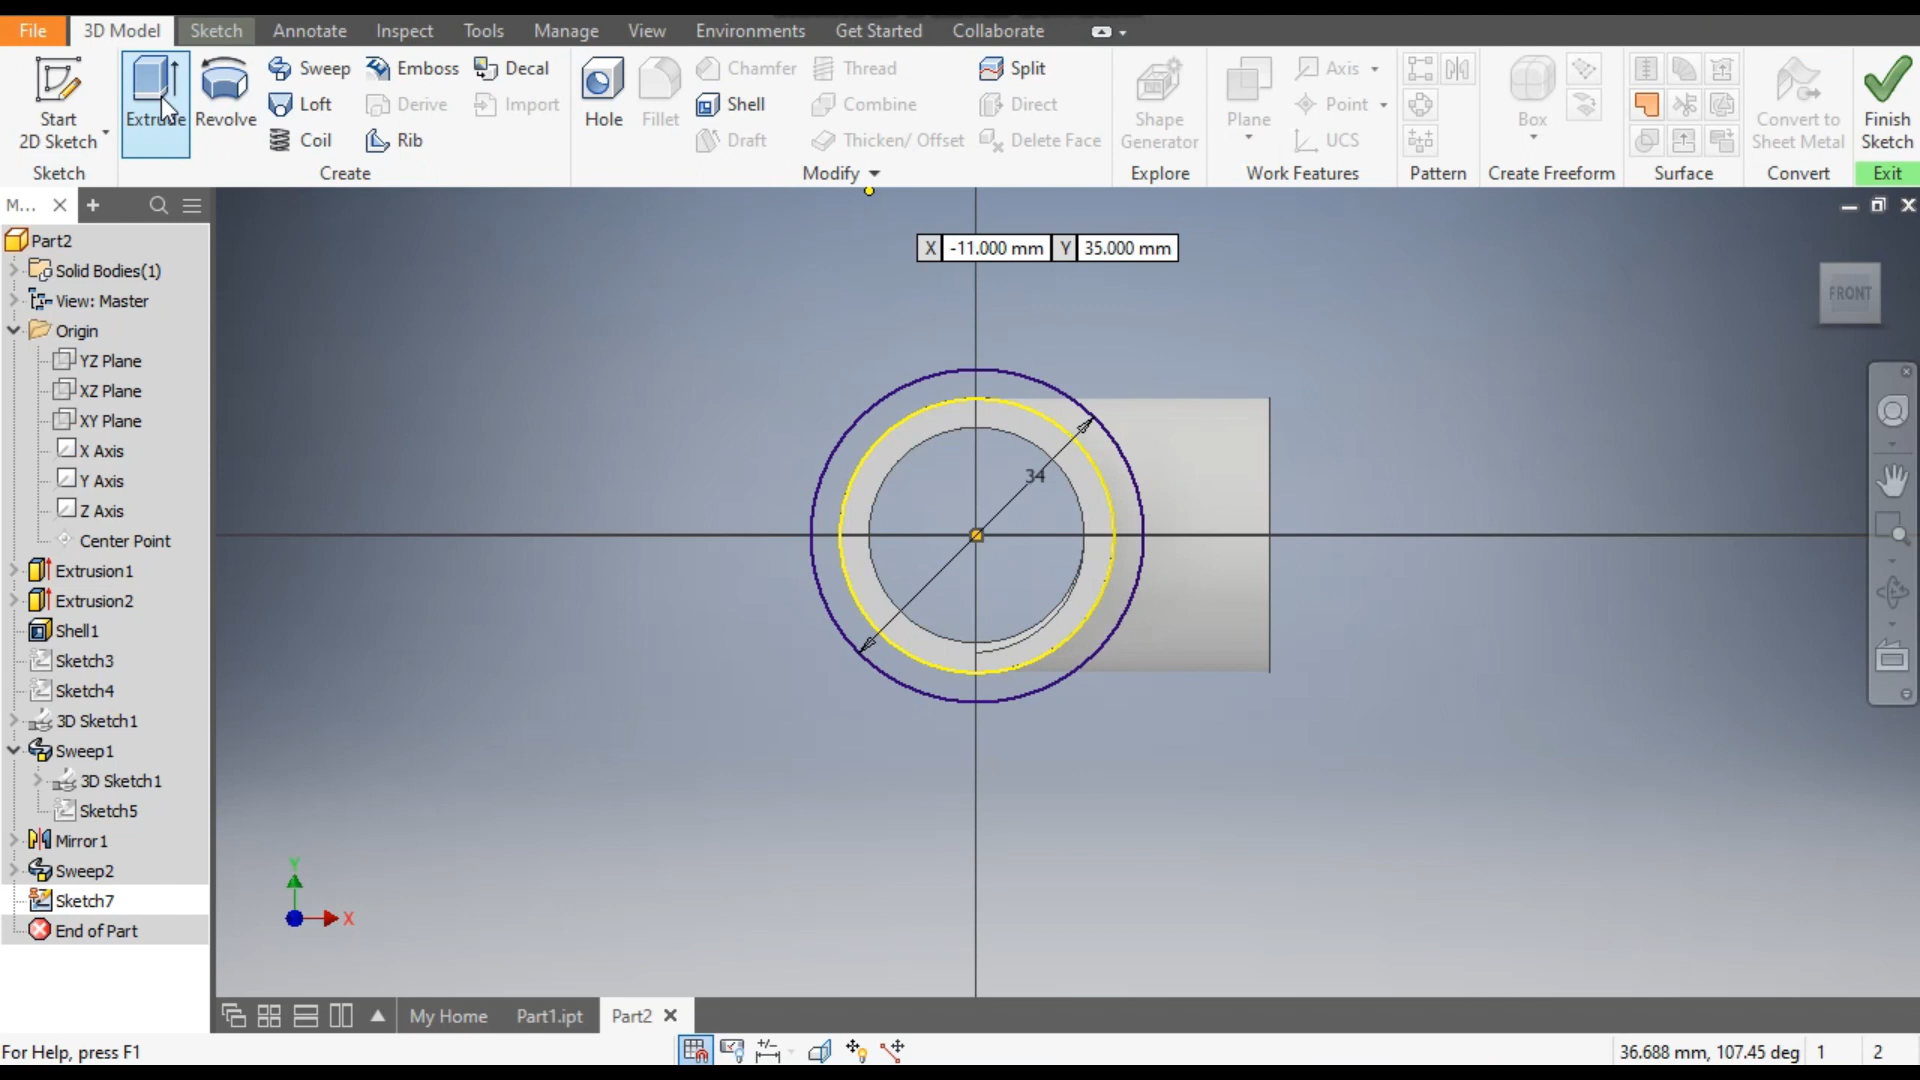 File 3D Model Sketch Annotate Inspect Tools Manage View Environments Get Started Collaborate
Start
2D Sketch
Sketch
Extrude
Revolve
Sweep
Loft
Coil
Emboss
Derive
Rib
Decal
Import
Create
Hole
Fillet
Chamfer
Shell
Draft
Thread
Combine
Thicken/ Offset
Split
Direct
Delete Face
Modify
Shape
Generator
Explore
Plane
Axis
Point
UCS
Work Features
Pattern
Box
Create Freeform
Surface
Convert to
Sheet Metal
Convert
Finish
Sketch
Exit
M...
Part2
Solid Bodies(1)
View: Master
Origin
YZ Plane
XZ Plane
XY Plane
X Axis
Y Axis
Z Axis
Center Point
Extrusion1
Extrusion2
Shell1
Sketch3
Sketch4
3D Sketch1
Sweep1
3D Sketch1
Sketch5
Mirror1
Sweep2
Sketch7
End of Part
X -11.000 mm Y 35.000 mm
FRONT
34
Y
X
My Home Part1.ipt Part2
For Help, press F1
36.688 mm, 107.45 deg 1 2